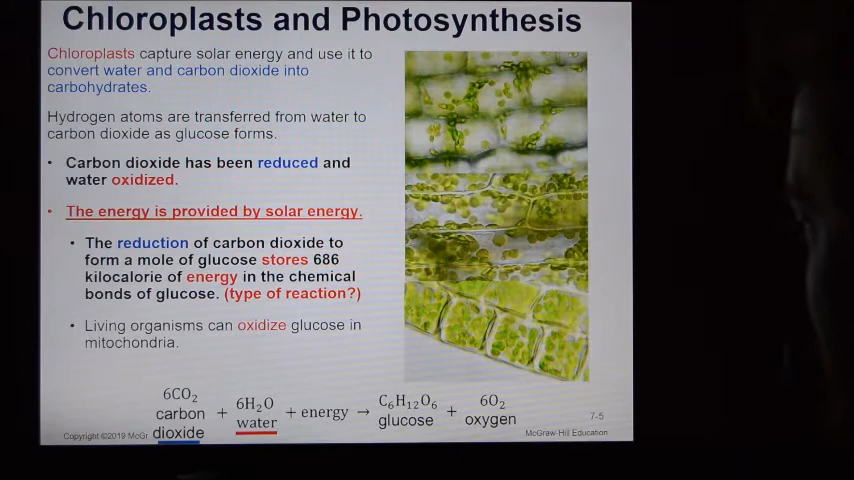 Chloroplasts and Photosynthesis
Chloroplasts capture solar energy and use it to
convert water and carbon dioxide into
carbohydrates.
Hydrogen atoms are transferred from water to
carbon dioxide as glucose forms.
• Carbon dioxide has been reduced and
water oxidized.
• The energy is provided by solar energy.
• The reduction of carbon dioxide to
form a mole of glucose stores 686
kilocalorie of energy in the chemical
bonds of glucose. (type of reaction?)
• Living organisms can oxidize glucose in
mitochondria.
6CO₂ + 6H₂O + energy → C₆H₁₂O₆ + 6O₂
carbon dioxide water glucose oxygen
7-5
Copyright ©2019 McGr
McGraw-Hill Education